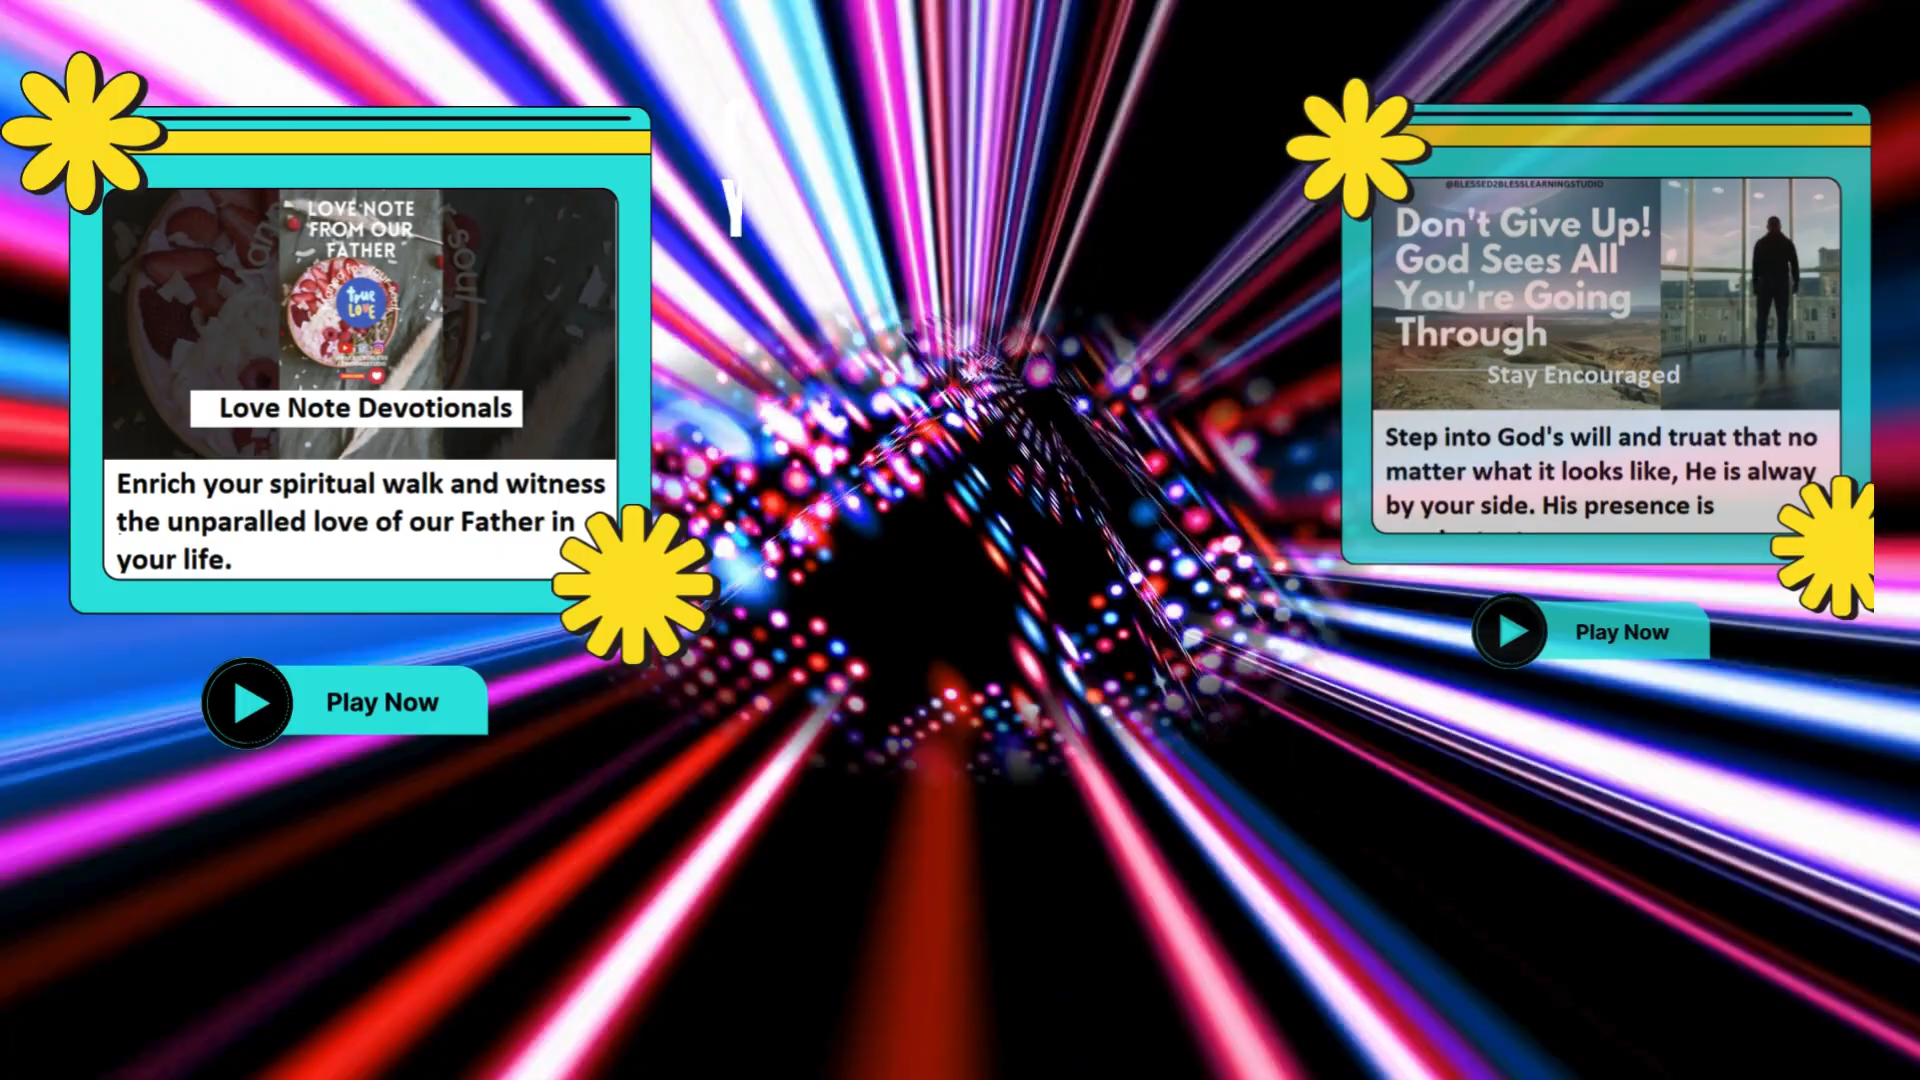 LOVE NOTE
FROM OUR
FATHER
soul
True
LOVE
Love Note Devotionals
Enrich your spiritual walk and witness
the unparalled love of our Father in
your life.
Play Now
Y
@BLESSED2BLESSLEARNINGSTUDIO
Don't Give Up!
God Sees All
You're Going
Through
Stay Encouraged
Step into God's will and truat that no
matter what it looks like, He is alway
by your side. His presence is
Play Now